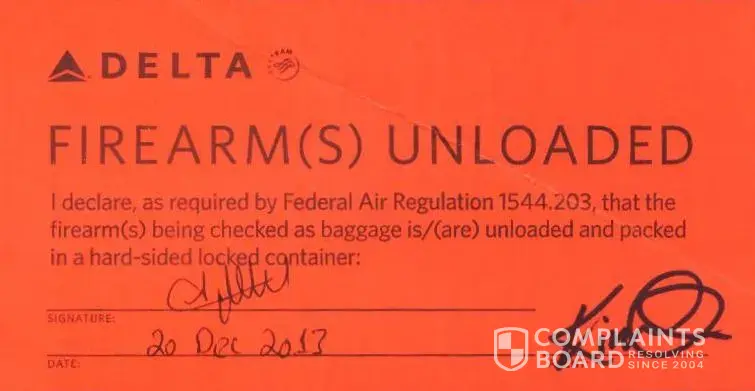 DELTA
FIREARM(S) UNLOADED
I declare, as required by Federal Air Regulation 1544.203, that the
firearm(s) being checked as baggage is/(are) unloaded and packed
in a hard-sided locked container:
SIGNATURE:
20 Dec 2013
DATE:
COMPLAINTS
BOARD RESOLVING
SINCE 2004